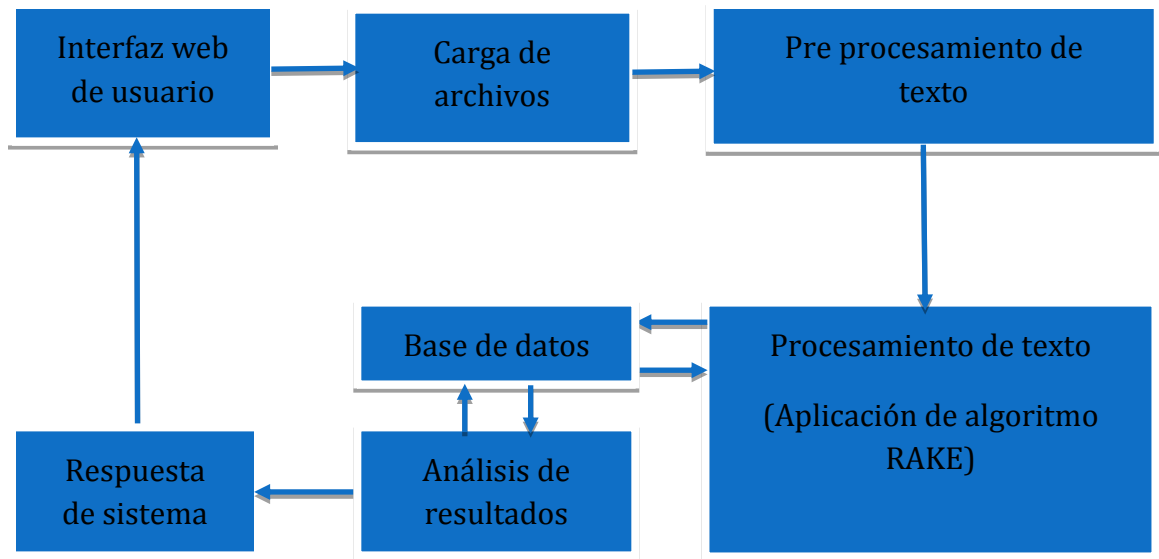 Interfaz web
de usuario
Carga de
archivos
Pre procesamiento de
texto
Base de datos
Procesamiento de texto
(Aplicación de algoritmo
RAKE)
Respuesta
de sistema
Análisis de
resultados